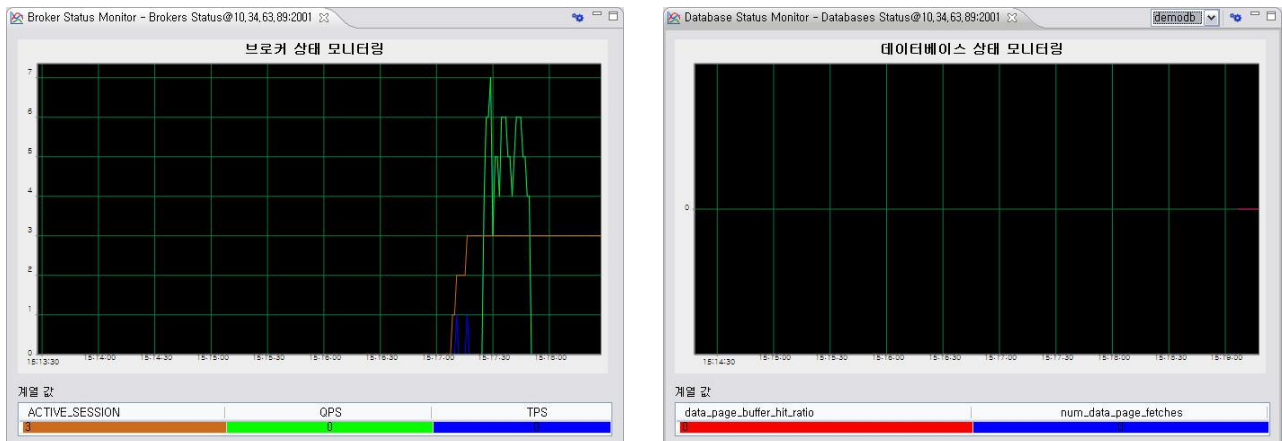 Broker Status Monitor - Brokers Status@10,34,63,89:2001
브로커 상태 모니터링
7
6
5
4
3
2
1
0
15:13:30 15:14:00 15:14:30 15:15:00 15:15:30 15:16:00 15:16:30 15:17:00 15:17:30 15:18:00
계열 값
ACTIVE_SESSION QPS TPS
3 0 0
Database Status Monitor - Databases Status@10,34,63,89:2001
demodb
데이터베이스 상태 모니터링
0
15:14:30 15:15:00 15:15:30 15:16:00 15:16:30 15:17:00 15:17:30 15:18:00 15:18:30 15:19:00
계열 값
data_page_buffer_hit_ratio num_data_page_fetches
0 0